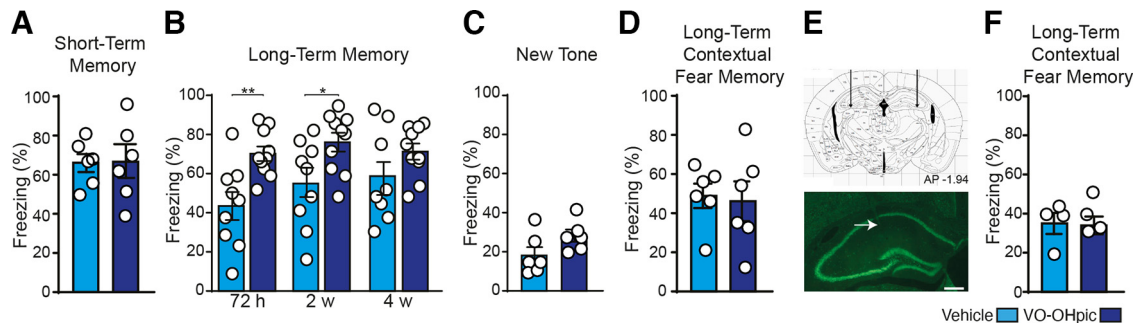 A
Short-Term
Memory
Freezing (%)
100
80
60
40
20
0
B
Long-Term Memory
Freezing (%)
100
80
60
40
20
0
**
*
72 h
2 w
4 w
C
New Tone
Freezing (%)
100
80
60
40
20
0
D
Long-Term
Contextual
Fear Memory
Freezing (%)
100
80
60
40
20
0
E
AP -1.94
F
Long-Term
Contextual
Fear Memory
Freezing (%)
100
80
60
40
20
0
Vehicle
VO-OHpic